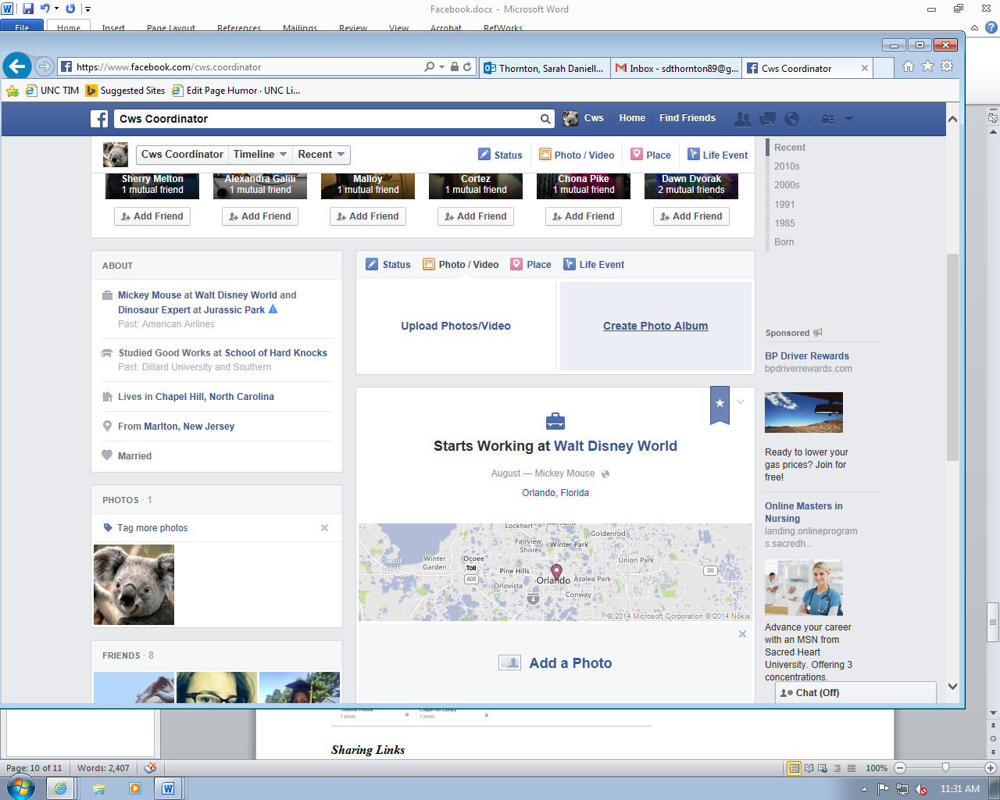 Facebook.docx - Microsoft Word
File Home Insert Page Layout References Mailings Review View Acrobat RefWorks
https://www.facebook.com/cws.coordinator
Thornton, Sarah Daniell...
Inbox - sdthornton89@g...
Cws Coordinator
UNC TIM
Suggested Sites
Edit Page Humor · UNC Li...
Cws Coordinator
Cws
Home
Find Friends
Cws Coordinator
Timeline
Recent
Status
Photo / Video
Place
Life Event
Sherry Melton
1 mutual friend
Add Friend
Alexandra Galili
1 mutual friend
Add Friend
Malloy
1 mutual friend
Add Friend
Cortez
1 mutual friend
Add Friend
Chona Pike
1 mutual friend
Add Friend
Dawn Dvorak
2 mutual friends
Add Friend
Recent
2010s
2000s
1991
1985
Born
ABOUT
Mickey Mouse at Walt Disney World and
Dinosaur Expert at Jurassic Park
Past: American Airlines
Studied Good Works at School of Hard Knocks
Past: Dillard University and Southern
Lives in Chapel Hill, North Carolina
From Marlton, New Jersey
Married
PHOTOS · 1
Tag more photos
FRIENDS · 8
Status
Photo / Video
Place
Life Event
Upload Photos/Video
Create Photo Album
Starts Working at Walt Disney World
August — Mickey Mouse
Orlando, Florida
Lockhart
Maitland
Goldenrod
Fairview
Shores
Winter Park
Gourd
Neck
Winter
Garden
Ocoee
Toll
408
Pine Hills
Orlovista
Orlando
Azalea Park
Union Park
50
4
Conway
© 2014 Microsoft Corporation © 2014 Nokia
Add a Photo
Sponsored
BP Driver Rewards
bpdriverrewards.com
Ready to lower your
gas prices? Join for
free!
Online Masters in
Nursing
landing.onlineprogram
s.sacredh...
Advance your career
with an MSN from
Sacred Heart
University. Offering 3
concentrations.
Chat (Off)
Timeline Photos
1 photo
Chapel Hill Library
1 photo
Sharing Links
Page: 10 of 11
Words: 2,407
100%
11:31 AM